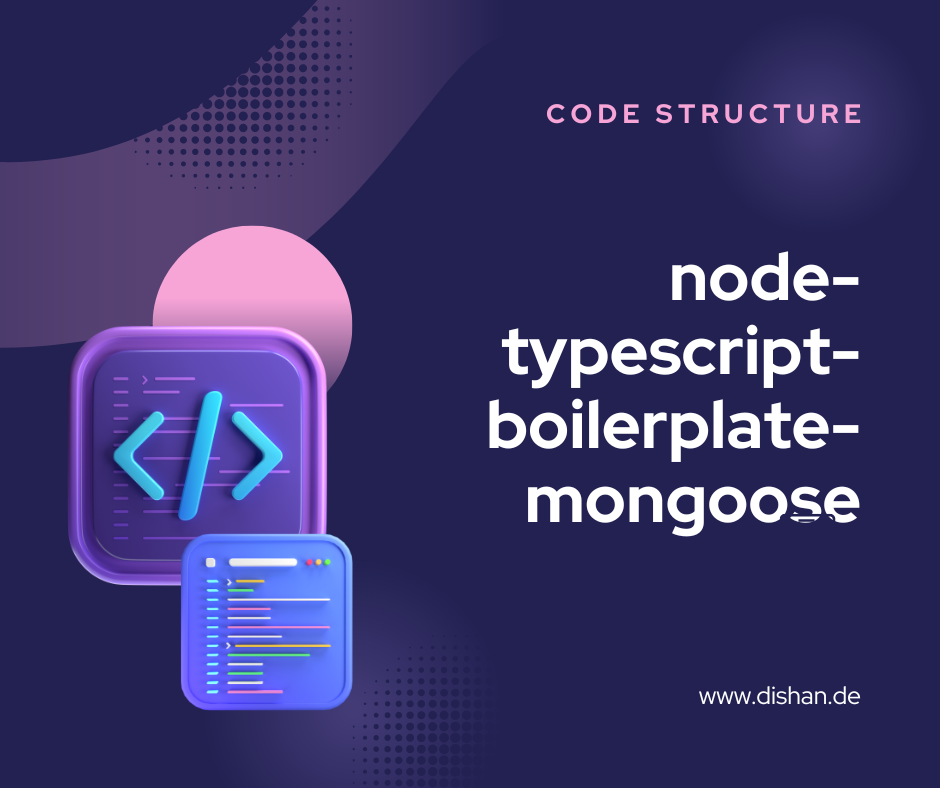 CODE STRUCTURE
node-
typescript-
boilerplate-
mongoose
www.dishan.de